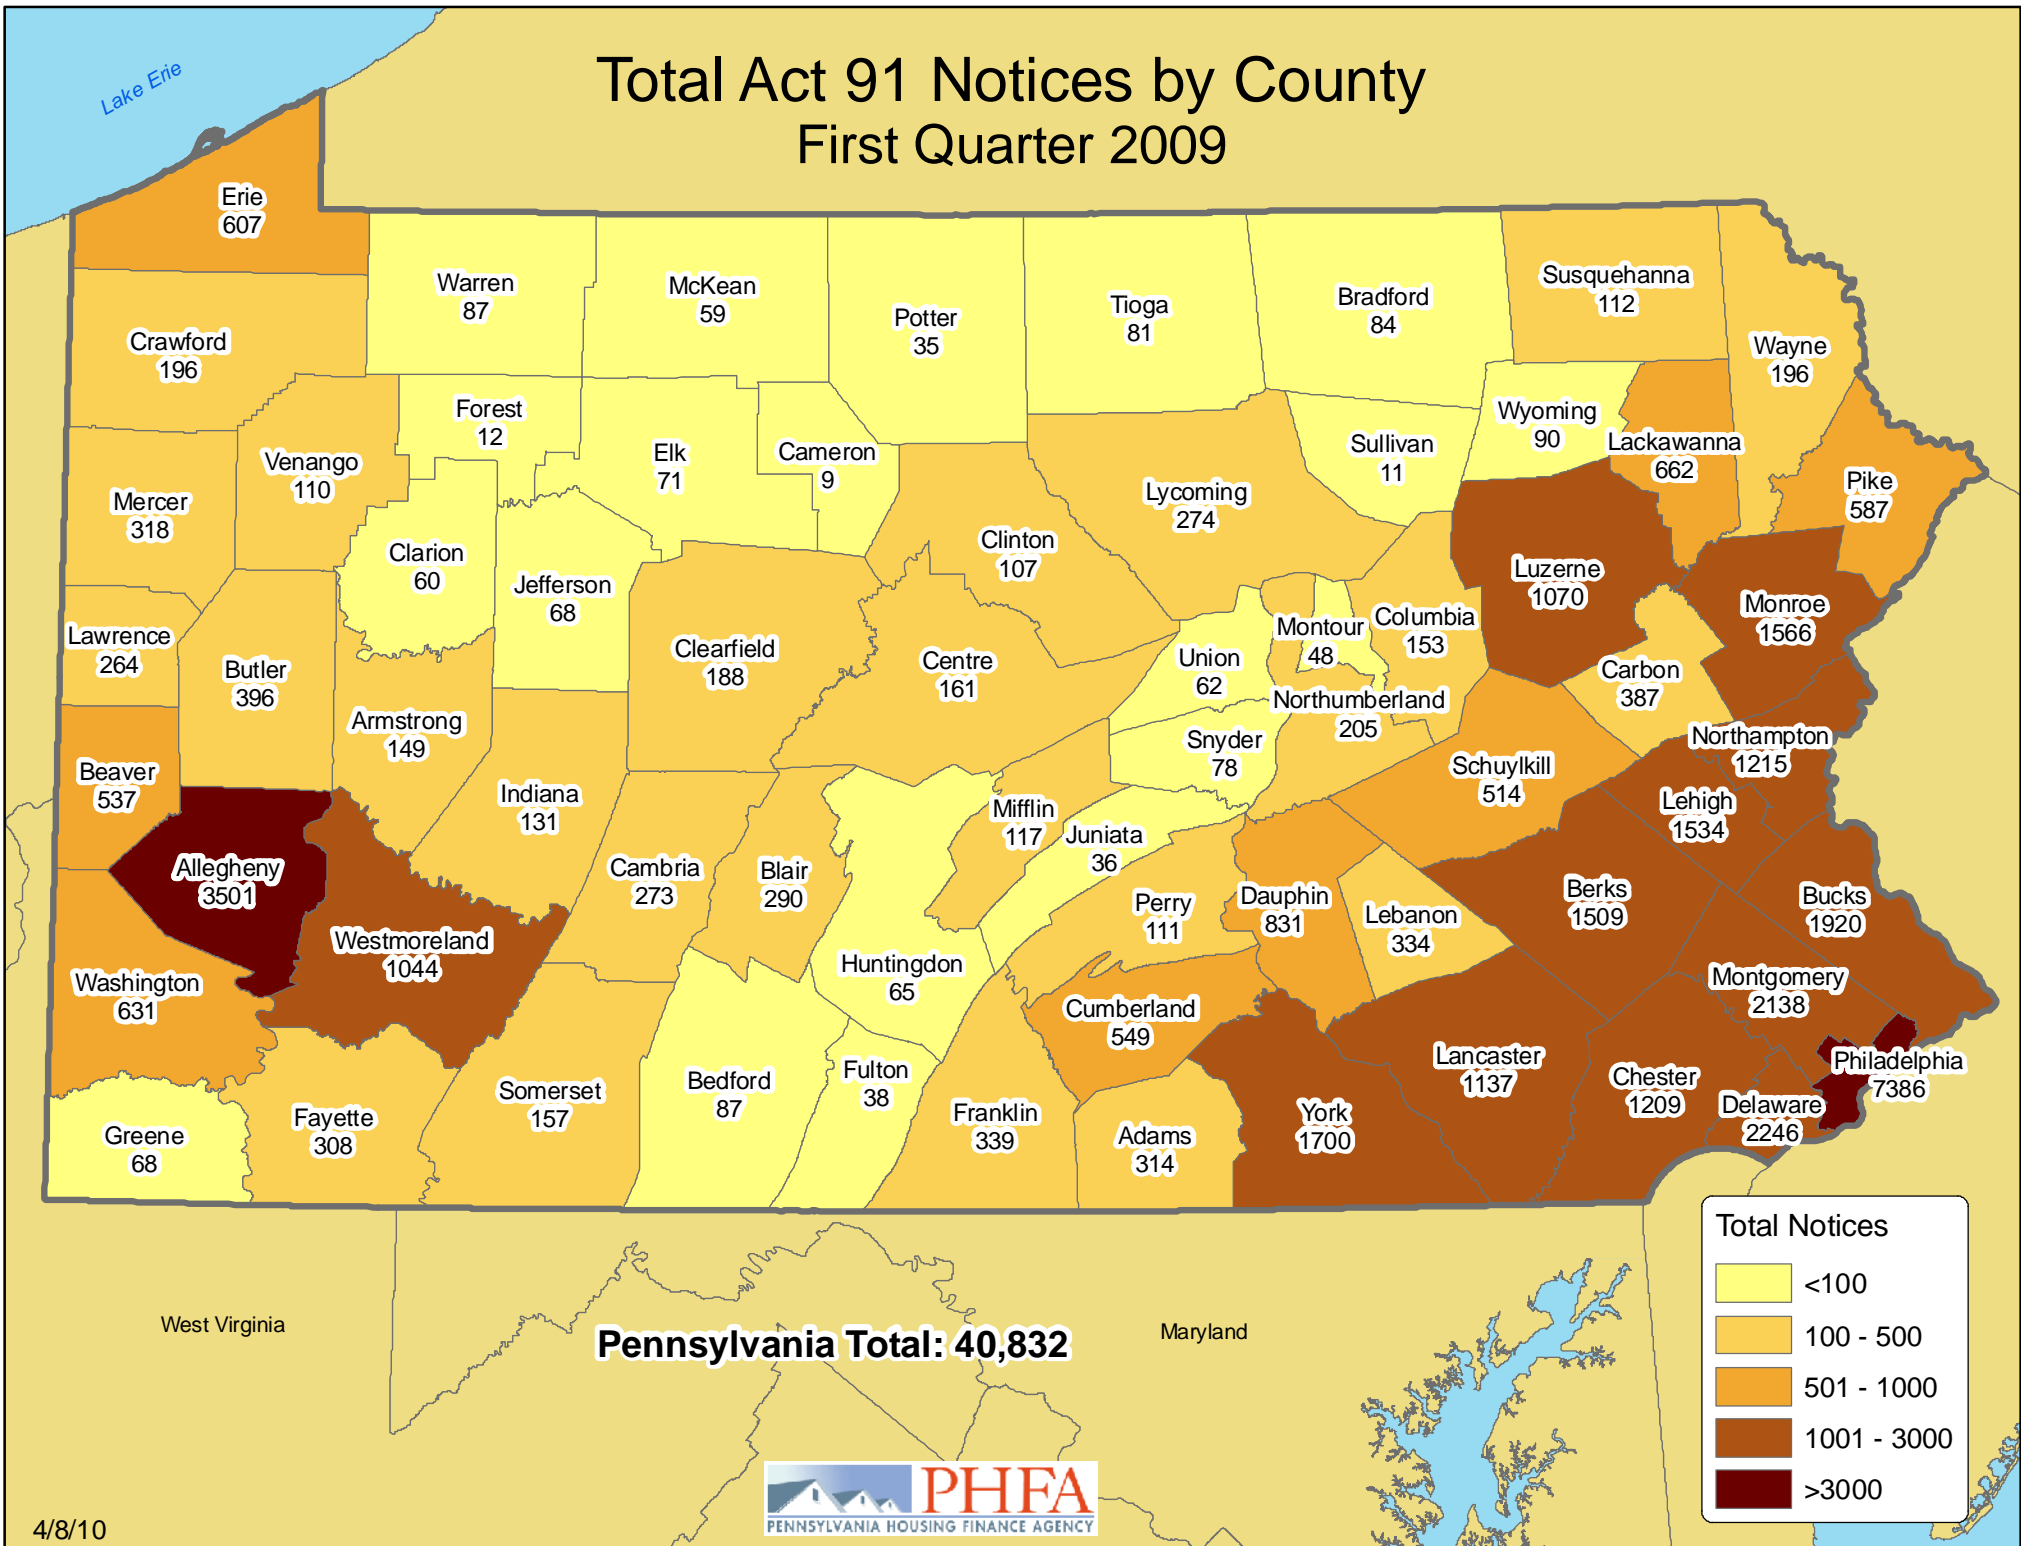 Total Act 91 Notices by County
First Quarter 2009
Lake Erie
Erie
607
Warren
87
McKean
59
Potter
35
Tioga
81
Bradford
84
Susquehanna
112
Wayne
196
Crawford
196
Forest
12
Elk
71
Cameron
9
Sullivan
11
Wyoming
90
Lackawanna
662
Pike
587
Mercer
318
Venango
110
Clarion
60
Jefferson
68
Clinton
107
Lycoming
274
Luzerne
1070
Monroe
1566
Lawrence
264
Butler
396
Armstrong
149
Clearfield
188
Centre
161
Union
62
Montour
48
Columbia
153
Carbon
387
Northumberland
205
Snyder
78
Northampton
1215
Beaver
537
Indiana
131
Schuylkill
514
Lehigh
1534
Mifflin
117
Juniata
36
Allegheny
3501
Cambria
273
Blair
290
Perry
111
Dauphin
831
Lebanon
334
Berks
1509
Bucks
1920
Westmoreland
1044
Huntingdon
65
Washington
631
Cumberland
549
Montgomery
2138
Lancaster
1137
Chester
1209
Philadelphia
7386
Delaware
2246
Greene
68
Fayette
308
Somerset
157
Bedford
87
Fulton
38
Franklin
339
Adams
314
York
1700
Total Notices
<100
100 - 500
501 - 1000
1001 - 3000
>3000
West Virginia
Maryland
Pennsylvania Total: 40,832
PHFA
PENNSYLVANIA HOUSING FINANCE AGENCY
4/8/10